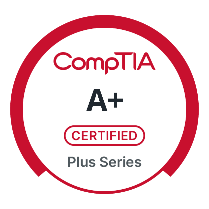 CompTIA
A+
CERTIFIED
Plus Series